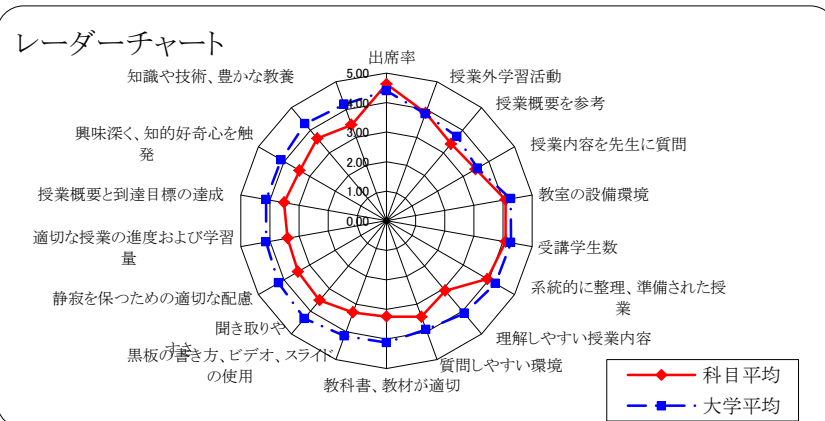 レーダーチャート
出席率
授業外学習活動
授業概要を参考
授業内容を先生に質問
教室の設備環境
受講学生数
系統的に整理、準備された授
業
理解しやすい授業内容
質問しやすい環境
教科書、教材が適切
黒板の書き方、ビデオ、スライド
の使用
聞き取りや
すさ
静寂を保つための適切な配慮
適切な授業の進度および学習
量
授業概要と到達目標の達成
興味深く、知的好奇心を触
発
知識や技術、豊かな教養
5.00
4.00
3.00
2.00
1.00
0.00
科目平均
大学平均